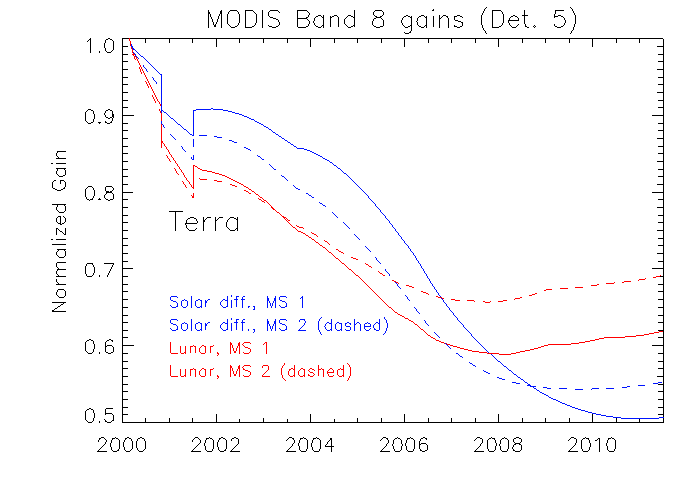 MODIS Band 8 gains (Det. 5)
1.0
0.9
0.8
0.7
0.6
0.5
Normalized Gain
Terra
Solar diff., MS 1
Solar diff., MS 2 (dashed)
Lunar, MS 1
Lunar, MS 2 (dashed)
2000 2002 2004 2006 2008 2010